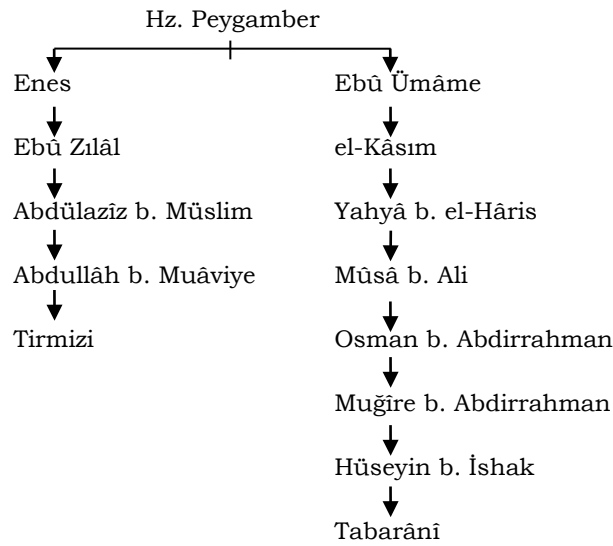 Hz. Peygamber
Enes
Ebû Zılâl
Abdülazîz b. Müslim
Abdullâh b. Muâviye
Tirmizi
Ebû Ümâme
el-Kâsım
Yahyâ b. el-Hâris
Mûsâ b. Ali
Osman b. Abdirrahman
Muğîre b. Abdirrahman
Hüseyin b. İshak
Tabarânî